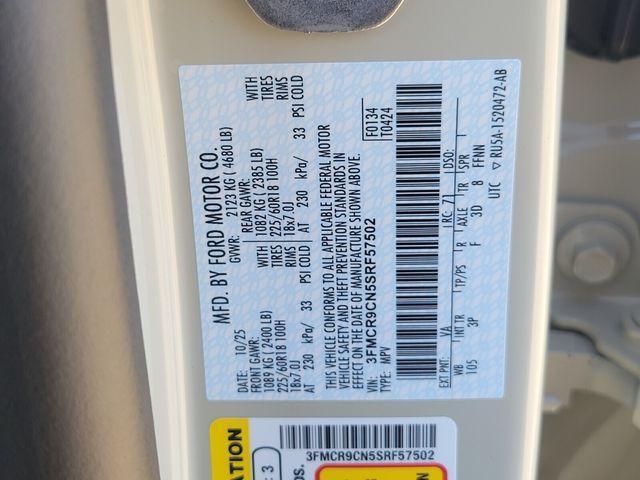 MFD. BY FORD MOTOR CO.
DATE: 10/25 GVWR: 2123 KG ( 4680 LB)
FRONT GAWR: REAR GAWR:
1089 KG ( 2400 LB) 1082 KG ( 2385 LB) WITH
225/60R18 100H WITH TIRES 225/60R18 100H TIRES
18x7.0J RIMS 18x7.0J RIMS
AT 230 kPa/ 33 PSI COLD AT 230 kPa/ 33 PSI COLD
THIS VEHICLE CONFORMS TO ALL APPLICABLE FEDERAL MOTOR
VEHICLE SAFETY AND THEFT PREVENTION STANDARDS IN
EFFECT ON THE DATE OF MANUFACTURE SHOWN ABOVE.
VIN: 3FMCR9CN5SRF57502 F0134
TYPE: MPV T0424
EXT PNT: VA RC: 71 DSO:
WB INT TR TP/PS R AXLE TR SPR
105 3P F 3D 8 FFNN
UTC ▽ RU5A-1520472-AB
3FMCR9CN5SRF57502